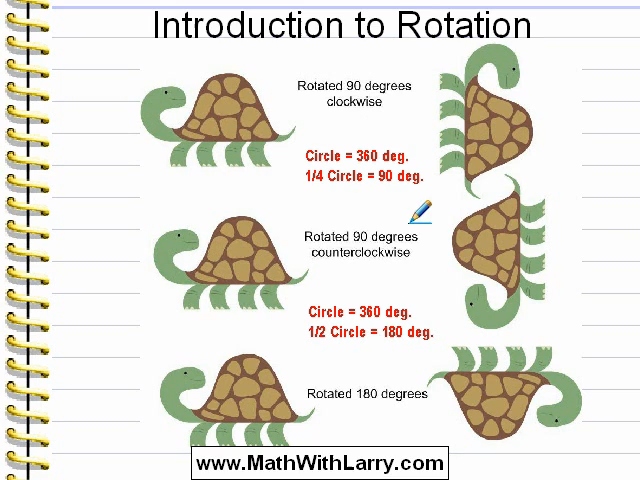 Introduction to Rotation
Rotated 90 degrees
clockwise
Circle = 360 deg.
1/4 Circle = 90 deg.
Rotated 90 degrees
counterclockwise
Circle = 360 deg.
1/2 Circle = 180 deg.
Rotated 180 degrees
www.MathWithLarry.com